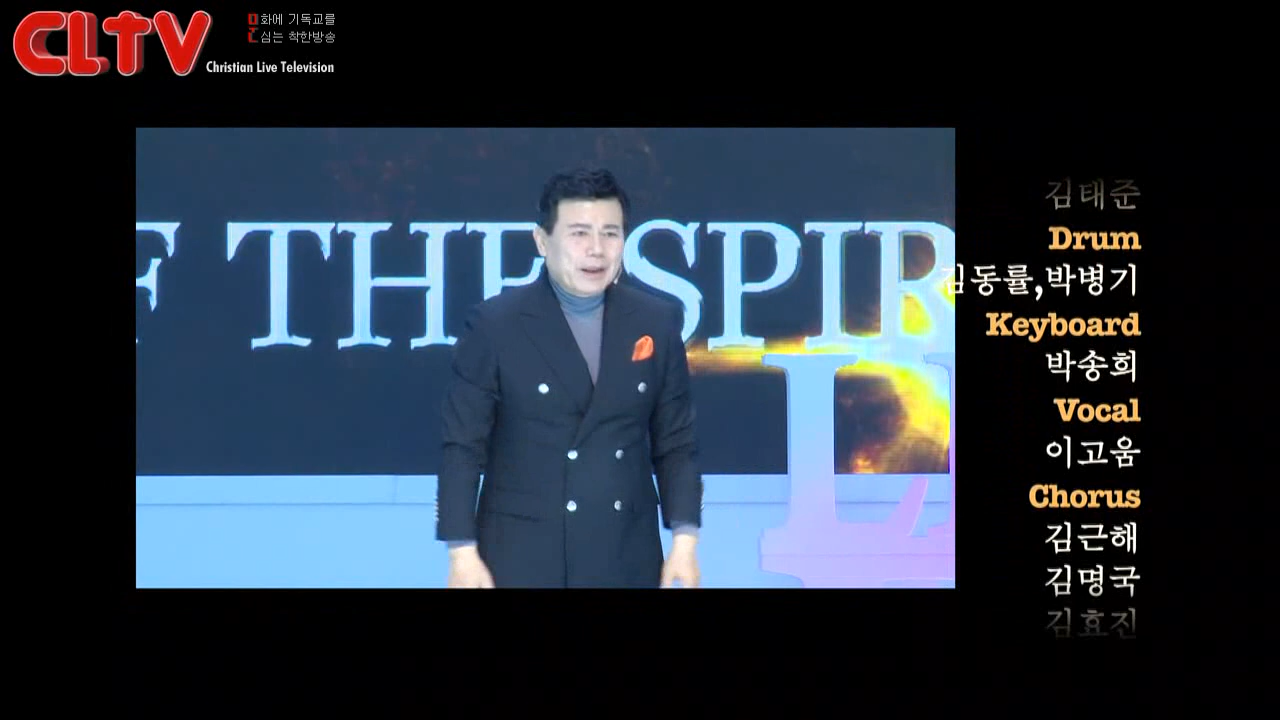 CLTV
문화에 기독교를
심는 착한방송
Christian Live Television
F THE SPIR
LI
김태준
Drum
김동률,박병기
Keyboard
박송희
Vocal
이고움
Chorus
김근해
김명국
김효진